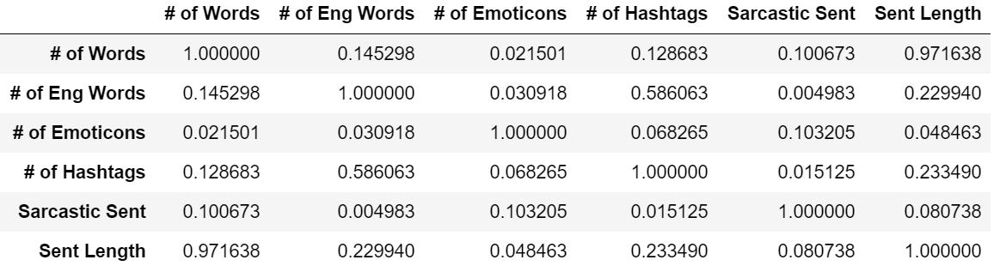 # of Words # of Eng Words # of Emoticons # of Hashtags Sarcastic Sent Sent Length
# of Words 1.000000 0.145298 0.021501 0.128683 0.100673 0.971638
# of Eng Words 0.145298 1.000000 0.030918 0.586063 0.004983 0.229940
# of Emoticons 0.021501 0.030918 1.000000 0.068265 0.103205 0.048463
# of Hashtags 0.128683 0.586063 0.068265 1.000000 0.015125 0.233490
Sarcastic Sent 0.100673 0.004983 0.103205 0.015125 1.000000 0.080738
Sent Length 0.971638 0.229940 0.048463 0.233490 0.080738 1.000000